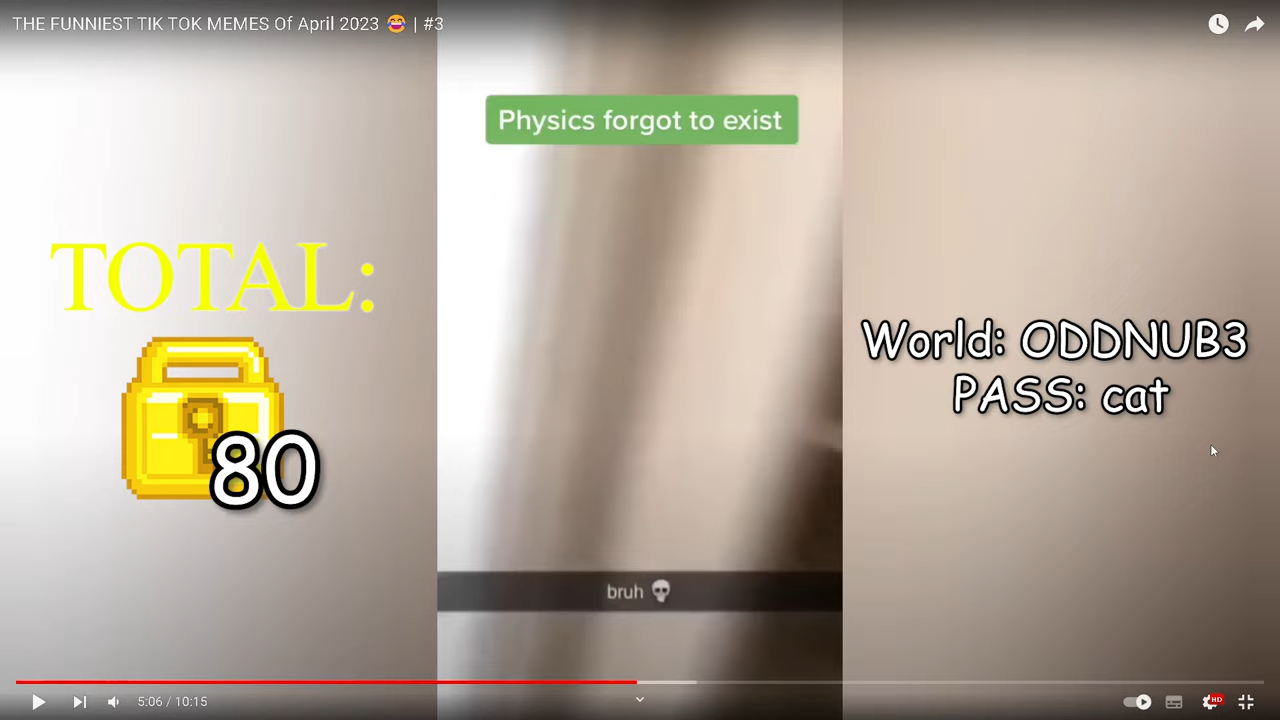 THE FUNNIEST TIK TOK MEMES Of April 2023 😂 | #3
Physics forgot to exist
TOTAL:
80
World: ODDNUB3
PASS: cat
bruh 💀
5:06 / 10:15
HD